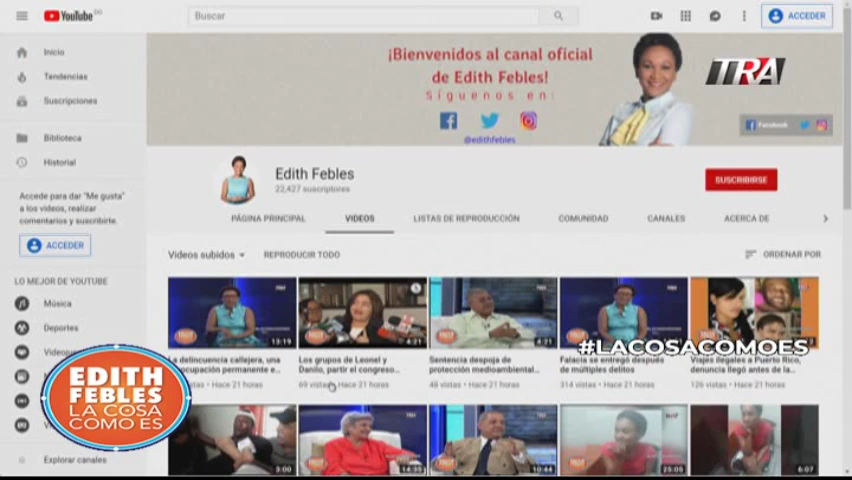 YouTube DO
Buscar
ACCEDER
Inicio
Tendencias
Suscripciones
Biblioteca
Historial
Accede para dar "Me gusta"
a los videos, realizar
comentarios y suscribirte.
ACCEDER
LO MEJOR DE YOUTUBE
Música
Deportes
Explorar canales
¡Bienvenidos al canal oficial
de Edith Febles!
Síguenos en:
@edithfebles
TRA
Facebook
Edith Febles
22,427 suscriptores
SUSCRIBIRSE
PÁGINA PRINCIPAL
VIDEOS
LISTAS DE REPRODUCCIÓN
COMUNIDAD
CANALES
ACERCA DE
Videos subidos
REPRODUCIR TODO
ORDENAR POR
13:19
4:21
4:21
La delincuencia callejera, una
Hace 21 horas
Los grupos de Leonel y
Danilo, partir el congreso...
69 vistas • Hace 21 horas
Sentencia despoja de
protección medioambiental...
48 vistas • Hace 21 horas
Falacia se entregó después
de múltiples delitos
314 vistas • Hace 21 horas
Viajes ilegales a Puerto Rico,
denuncia llegó antes de la...
126 vistas • Hace 21 horas
#LACOSACOMOES
3:00
14:35
10:44
25:05
6:07
EDITH
FEBLES
LA COSA
COMO ES